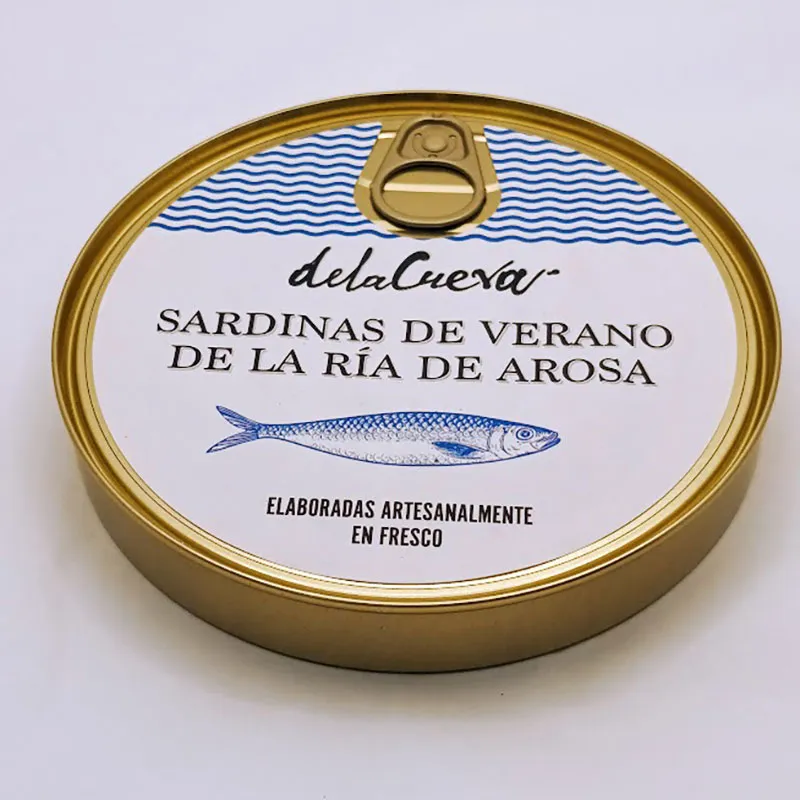 delaCueva
SARDINAS DE VERANO
DE LA RÍA DE AROSA
ELABORADAS ARTESANALMENTE
EN FRESCO